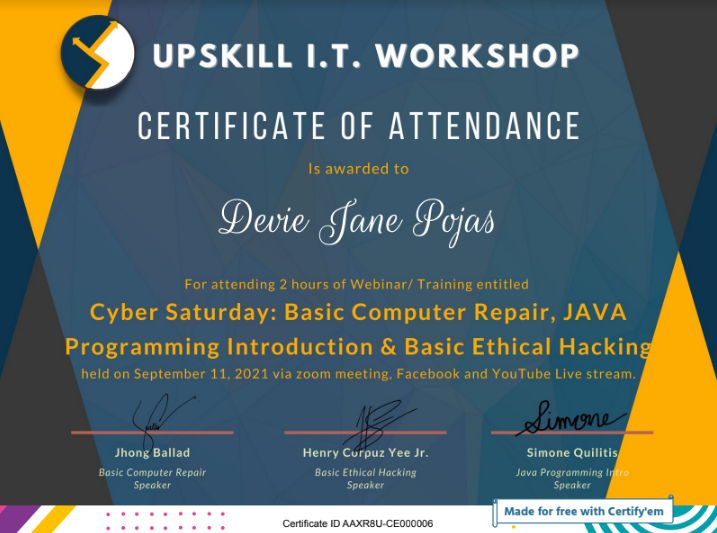 UPSKILL I.T. WORKSHOP
CERTIFICATE OF ATTENDANCE
Is awarded to
Devie Jane Pojas
For attending 2 hours of Webinar/ Training entitled
Cyber Saturday: Basic Computer Repair, JAVA
Programming Introduction & Basic Ethical Hacking
held on September 11, 2021 via zoom meeting, Facebook and YouTube Live stream.
Simone
Jhong Ballad
Henry Corpuz Yee Jr.
Simone Quilitis
Basic Computer Repair
Speaker
Basic Ethical Hacking
Speaker
Java Programming Intro
Speaker
Made for free with Certify'em
Certificate ID AAXR8U-CE000006